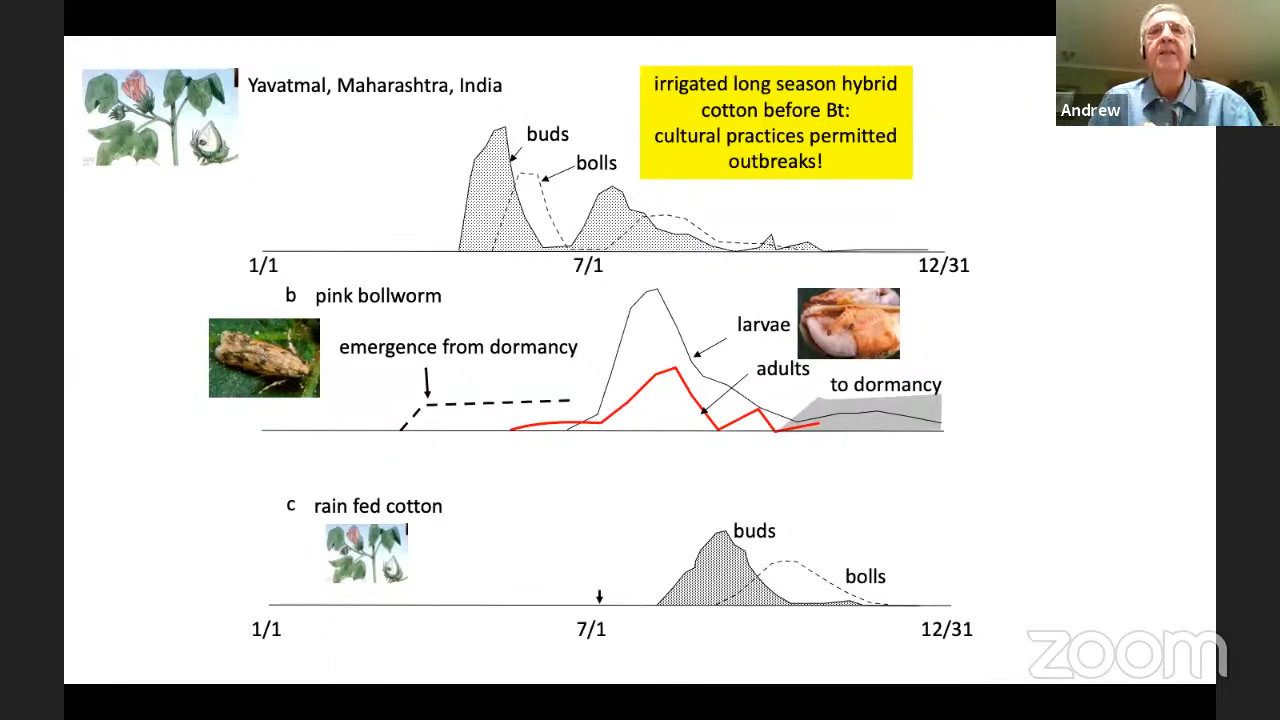 Yavatmal, Maharashtra, India
irrigated long season hybrid
cotton before Bt:
cultural practices permitted
outbreaks!
Andrew
buds
bolls
1/1
7/1
12/31
b pink bollworm
larvae
emergence from dormancy
adults
to dormancy
c rain fed cotton
buds
bolls
1/1
7/1
12/31
zoom